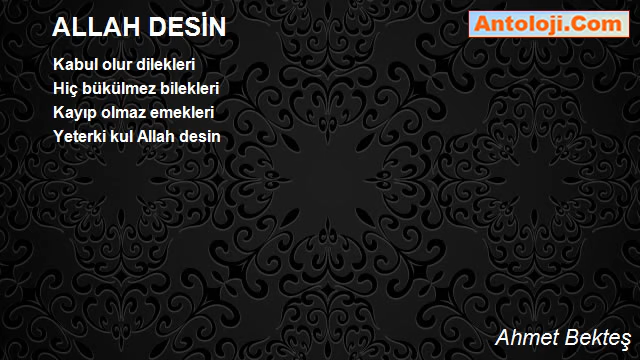 ALLAH DESİN
Antoloji.Com
Kabul olur dilekleri
Hiç bükülmez bilekleri
Kayıp olmaz emekleri
Yeterki kul Allah desin
Ahmet Bekteş